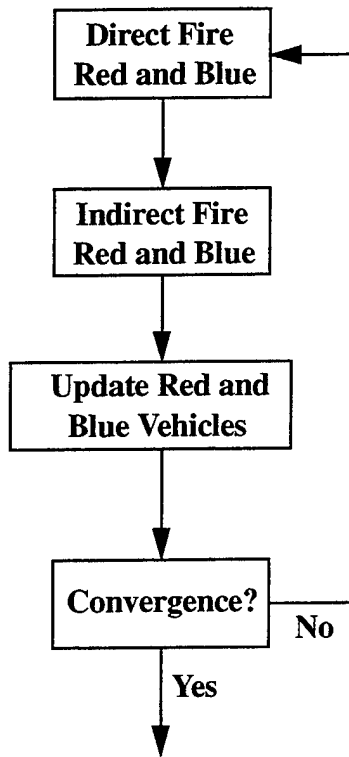 Direct Fire
Red and Blue
Indirect Fire
Red and Blue
Update Red and
Blue Vehicles
Convergence?
No
Yes